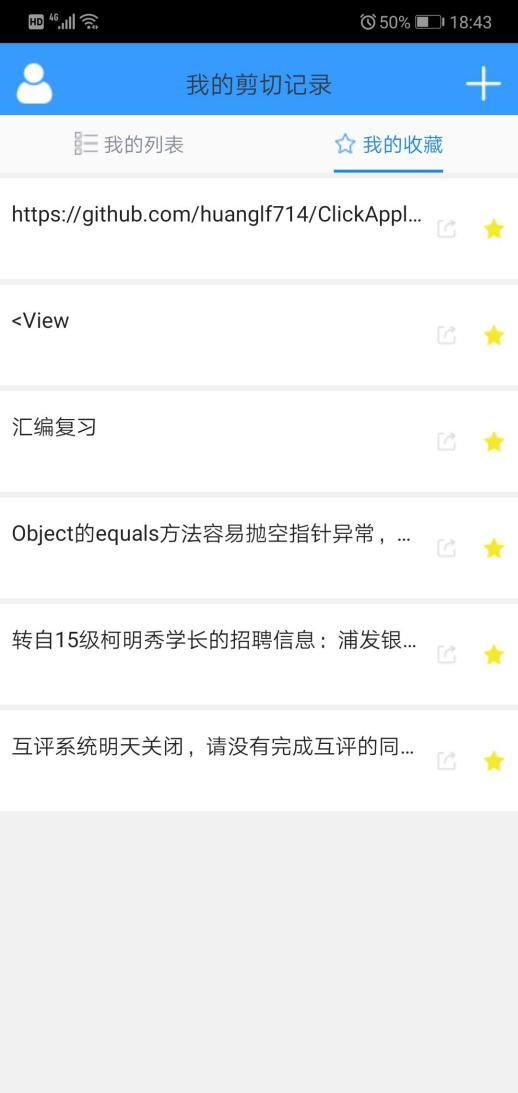 HD 4G 50% 18:43
我的剪切记录
我的列表 我的收藏
https://github.com/huanglf714/ClickAppl...
<View
汇编复习
Object的equals方法容易抛空指针异常，...
转自15级柯明秀学长的招聘信息：浦发银...
互评系统明天关闭，请没有完成互评的同...